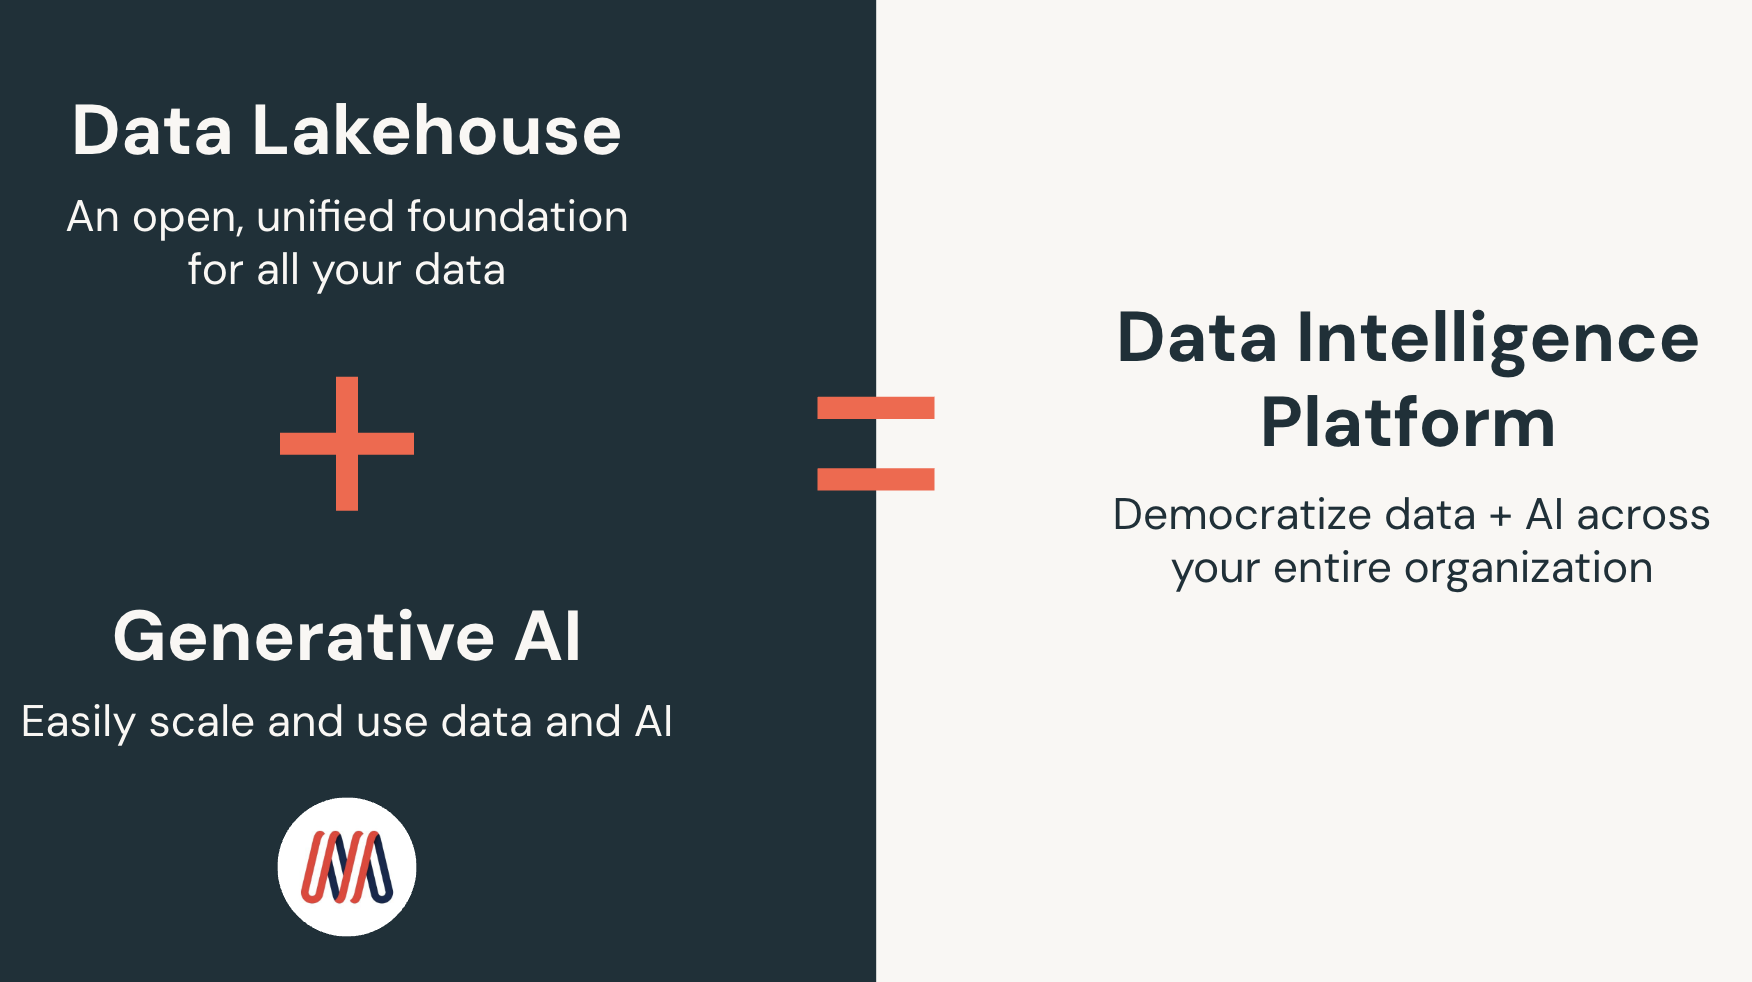 Data Lakehouse
An open, unified foundation
for all your data
+
Generative AI
Easily scale and use data and AI
=
Data Intelligence
Platform
Democratize data + AI across
your entire organization